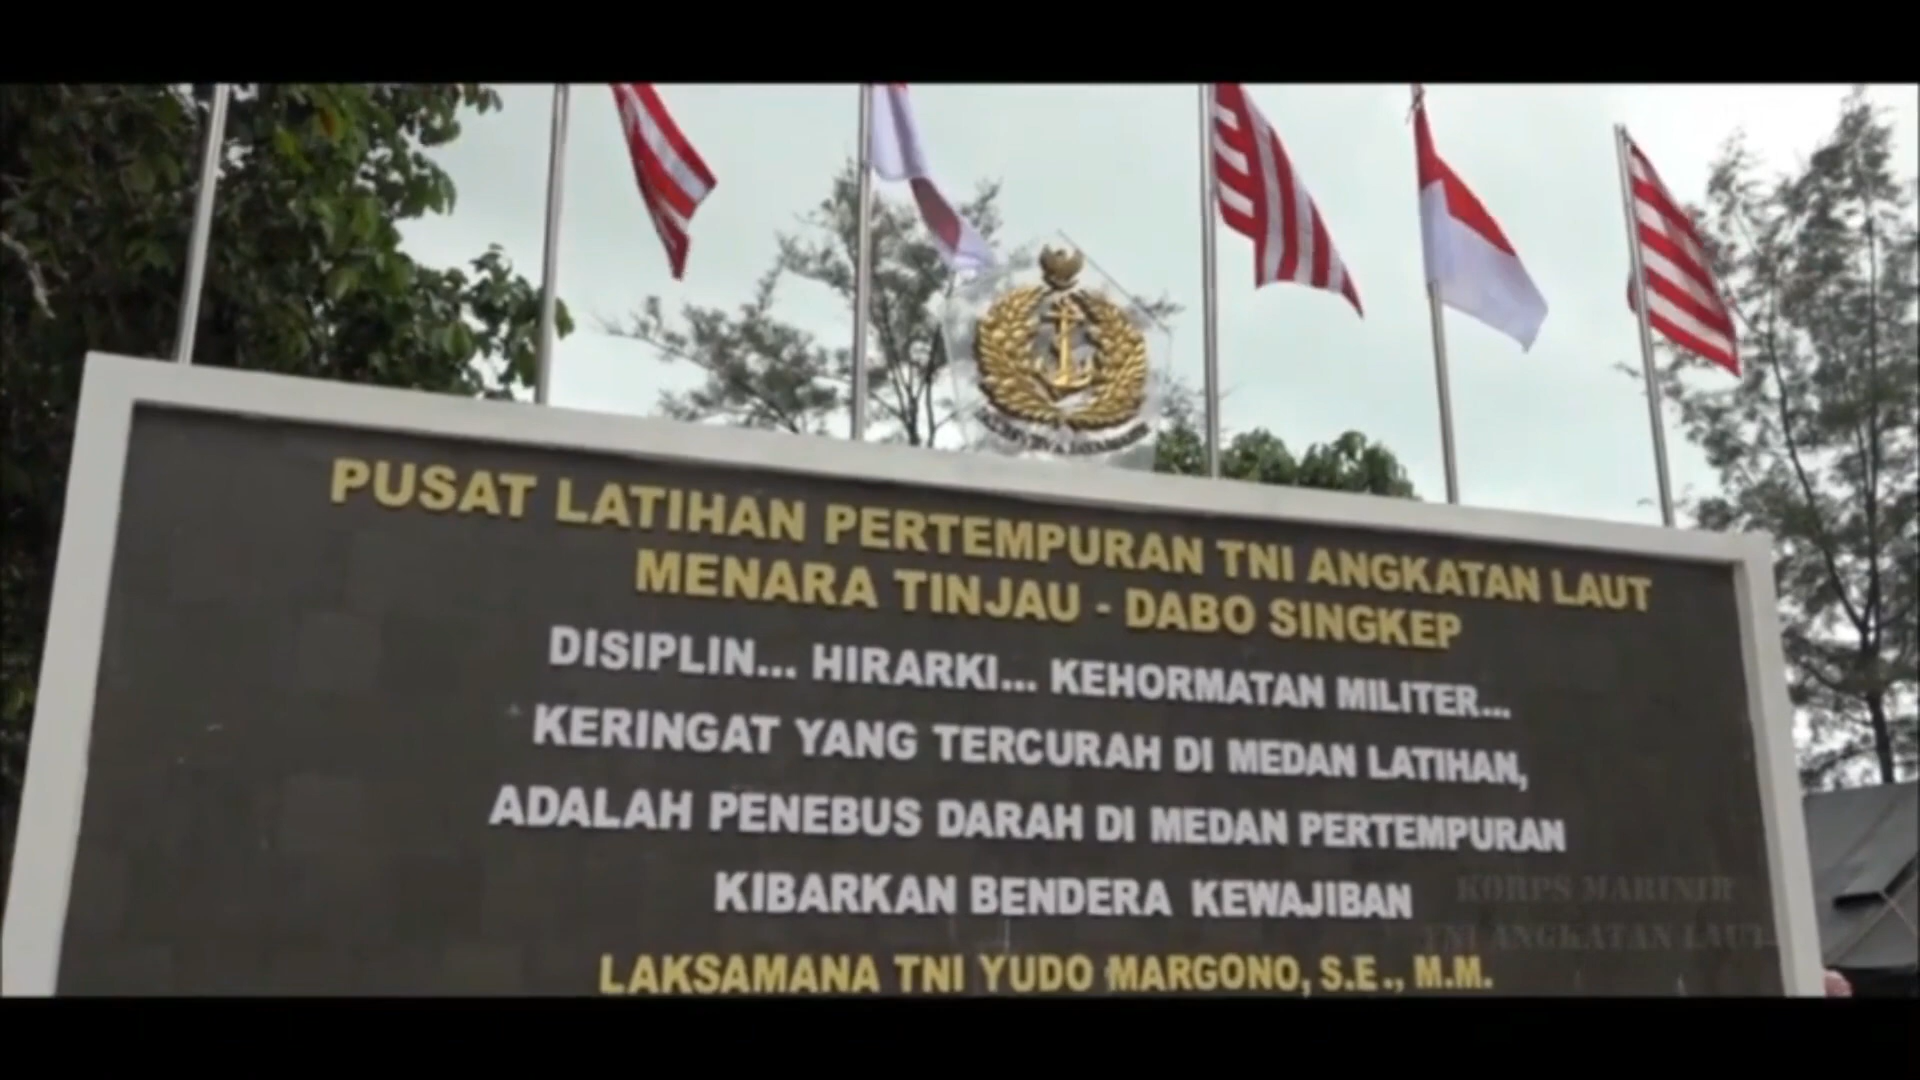 PUSAT LATIHAN PERTEMPURAN TNI ANGKATAN LAUT
MENARA TINJAU - DABO SINGKEP
DISIPLIN... HIRARKI... KEHORMATAN MILITER...
KERINGAT YANG TERCURAH DI MEDAN LATIHAN,
ADALAH PENEBUS DARAH DI MEDAN PERTEMPURAN
KIBARKAN BENDERA KEWAJIBAN
LAKSAMANA TNI YUDO MARGONO, S.E., M.M.
KORPS MARINIR
TNI ANGKATAN LAUT